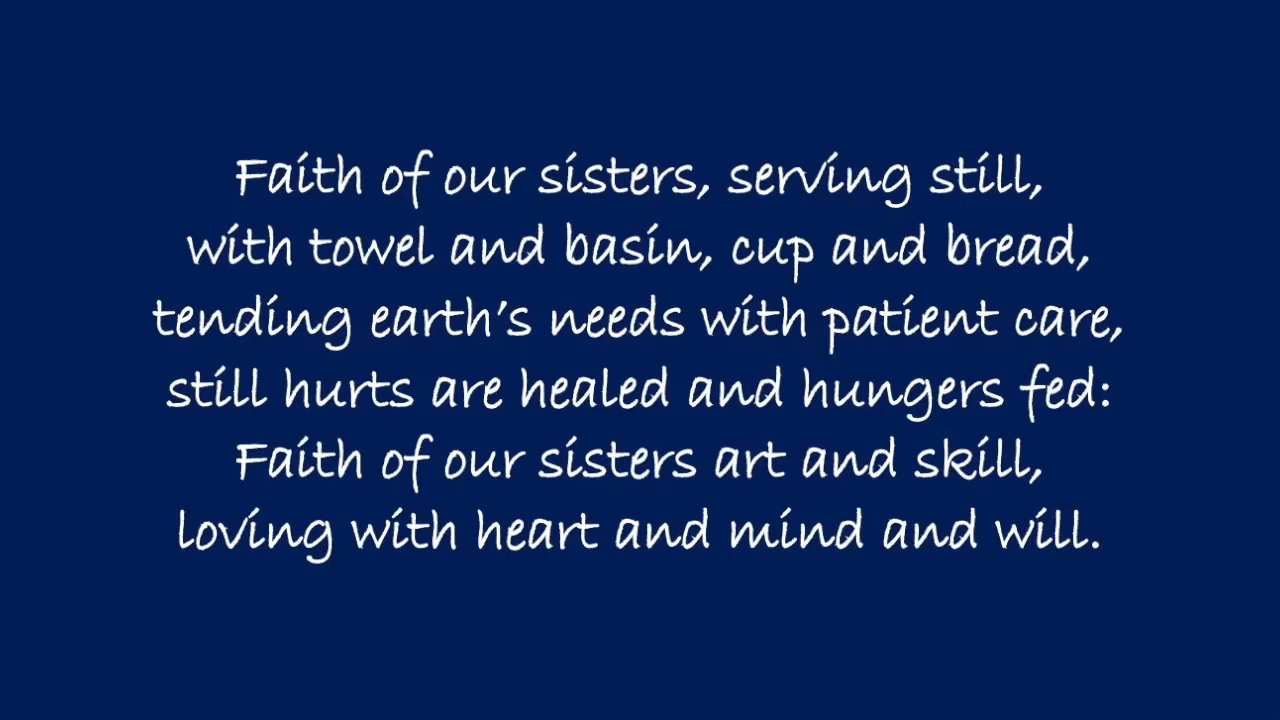 Faith of our sisters, serving still,
with towel and basin, cup and bread,
tending earth's needs with patient care,
still hurts are healed and hungers fed:
Faith of our sisters art and skill,
loving with heart and mind and will.